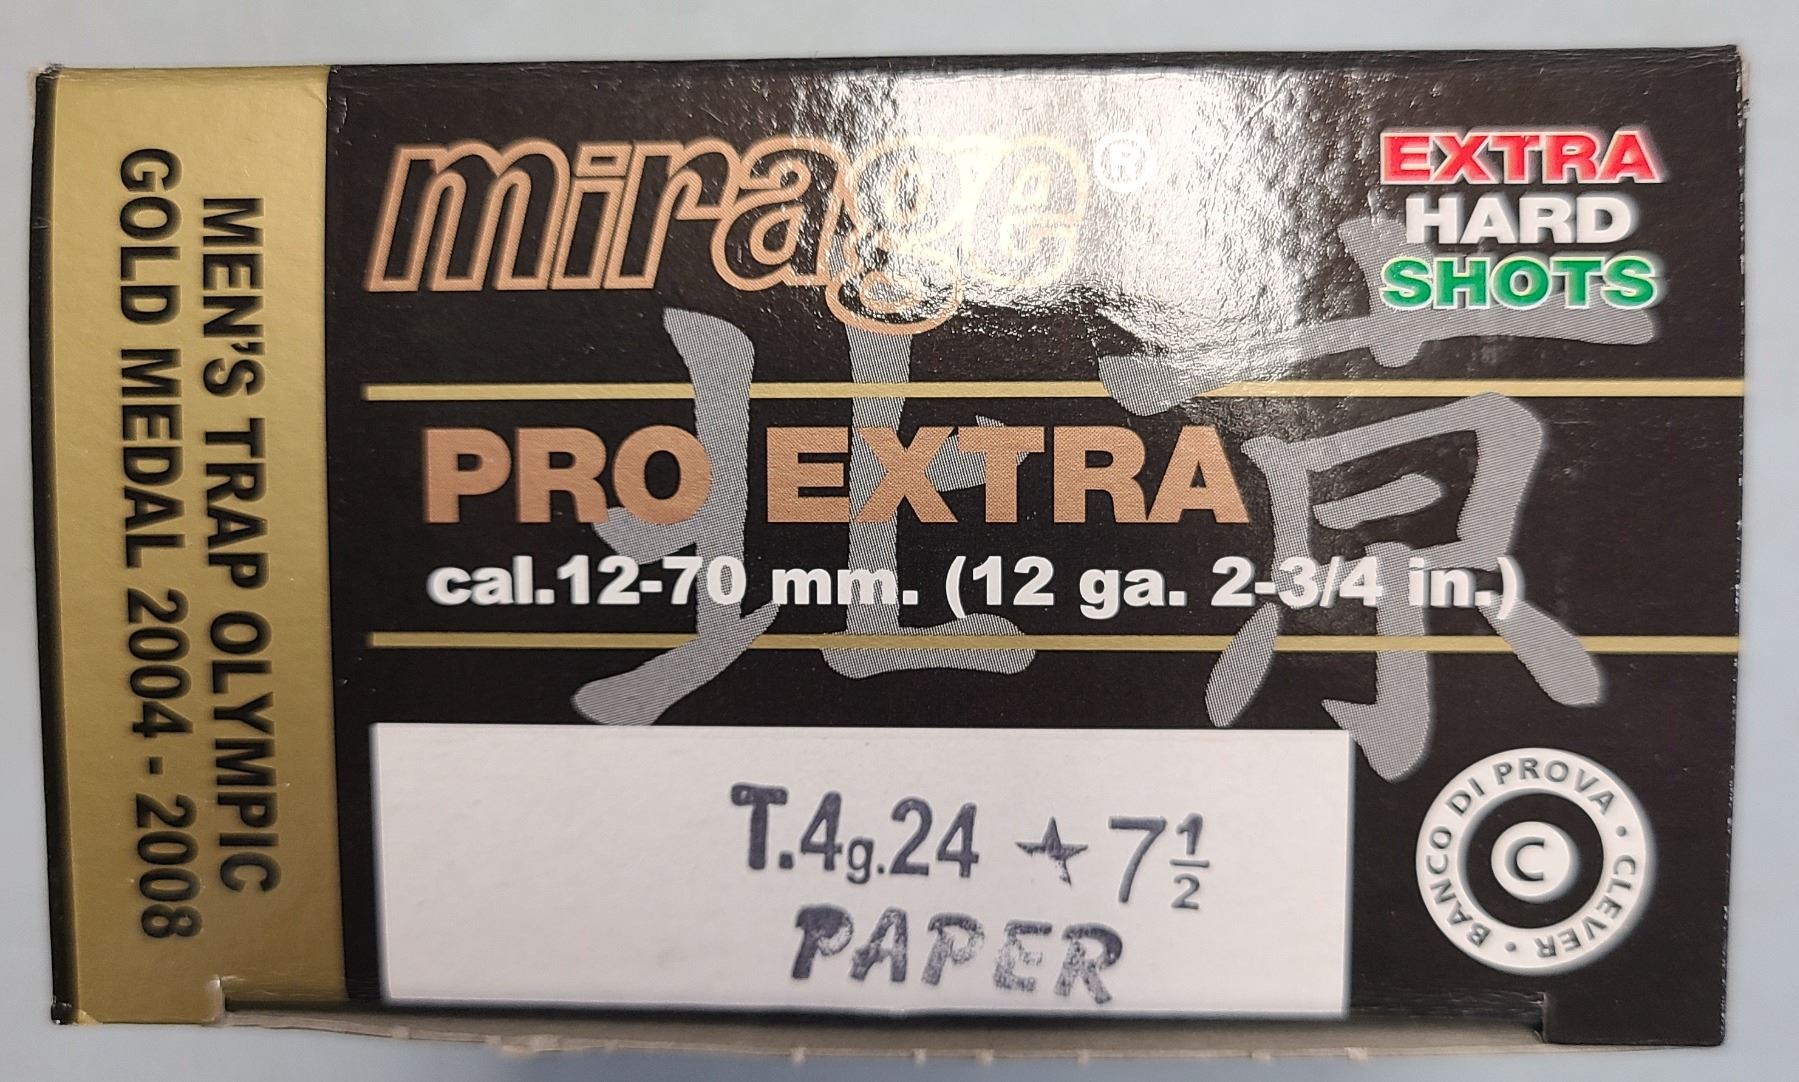 MEN'S TRAP OLYMPIC
GOLD MEDAL 2004 - 2008
mirage®
EXTRA
HARD
SHOTS
北京
PRO EXTRA
cal.12-70 mm. (12 ga. 2-3/4 in.)
T.4g.24 ★ 7½
PAPER
BANCO DI PROVA • CLEVER •
C